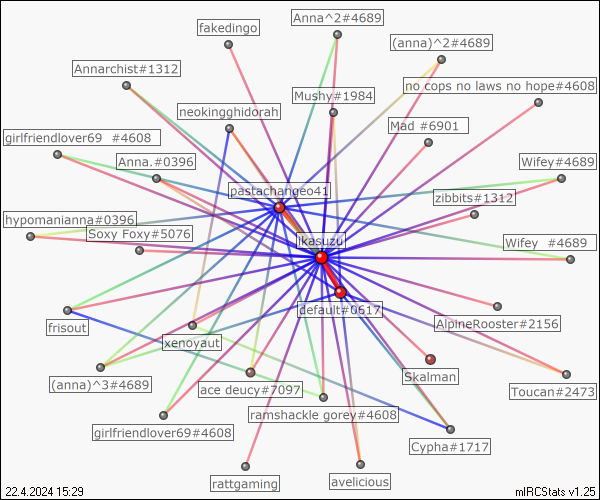 Anna^2#4689
fakedingo
(anna)^2#4689
Annarchist#1312
no cops no laws no hope#4608
Mushy#1984
neokingghidorah
Mad #6901
girlfriendlover69 #4608
Anna.#0396
Wifey#4689
pastachangeo41
zibbits#1312
hypomanianna#0396
Soxy Foxy#5076
ikasuzu
Wifey #4689
default#0617
AlpineRooster#2156
frisout
xenoyaut
Skalman
(anna)^3#4689
ace deucy#7097
Toucan#2473
ramshackle gorey#4608
girlfriendlover69#4608
Cypha#1717
rattgaming
avelicious
22.4.2024 15:29
mIRCStats v1.25